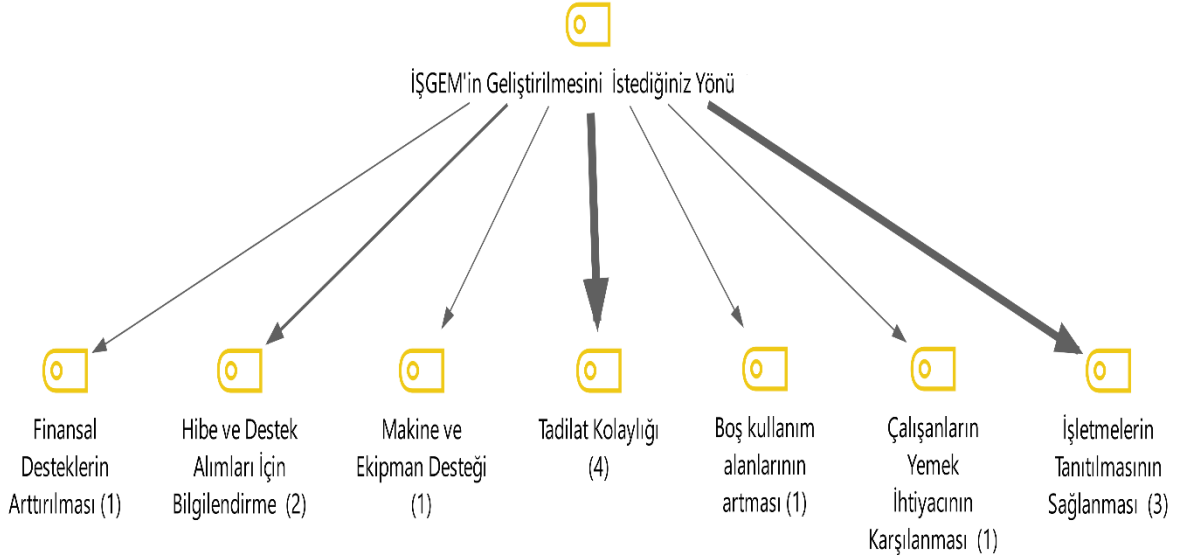 İŞGEM'in Geliştirilmesini İstediğiniz Yönü
Finansal
Desteklerin
Arttırılması (1)
Hibe ve Destek
Alımları İçin
Bilgilendirme (2)
Makine ve
Ekipman Desteği
(1)
Tadilat Kolaylığı
(4)
Boş kullanım
alanlarının
artması (1)
Çalışanların
Yemek
İhtiyacının
Karşılanması (1)
İşletmelerin
Tanıtılmasının
Sağlanması (3)